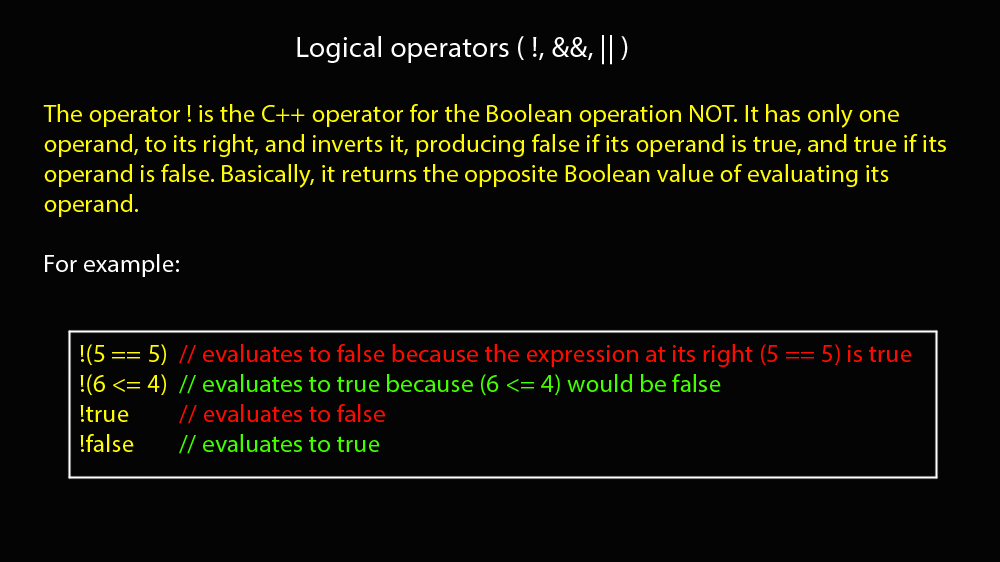 Logical operators ( !, &&, || )
The operator ! is the C++ operator for the Boolean operation NOT. It has only one
operand, to its right, and inverts it, producing false if its operand is true, and true if its
operand is false. Basically, it returns the opposite Boolean value of evaluating its
operand.
For example:
!(5 == 5) // evaluates to false because the expression at its right (5 == 5) is true
!(6 <= 4) // evaluates to true because (6 <= 4) would be false
!true // evaluates to false
!false // evaluates to true